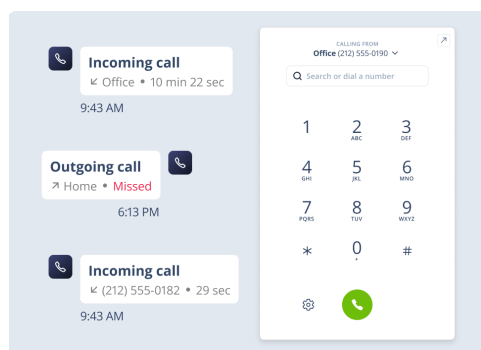 Incoming call
Office • 10 min 22 sec
9:43 AM
Outgoing call
Home • Missed
6:13 PM
Incoming call
(212) 555-0182 • 29 sec
9:43 AM
CALLING FROM
Office (212) 555-0190
Search or dial a number
1 2 3
ABC DEF
4 5 6
GHI JKL MNO
7 8 9
PQRS TUV WXYZ
* 0 #